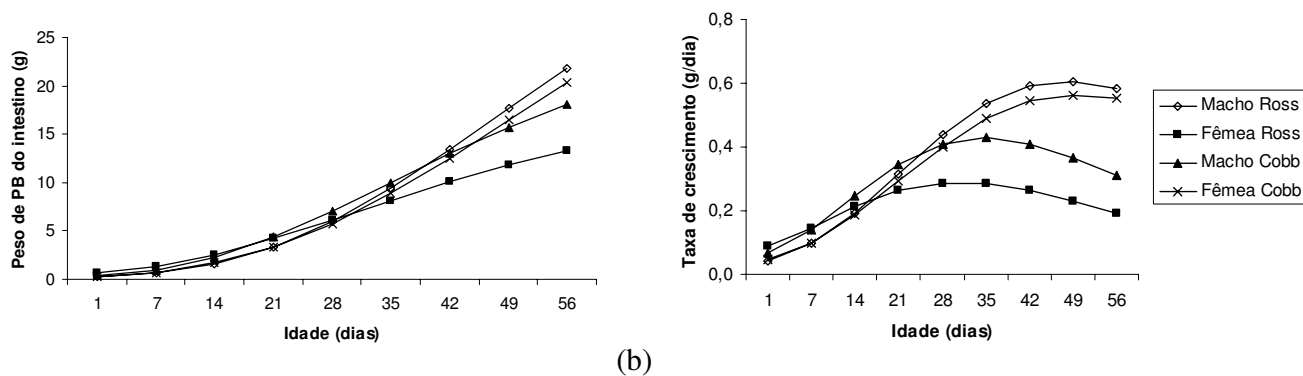 Peso de PB do intestino (g)
25
20
15
10
5
0
1 7 14 21 28 35 42 49 56
Idade (dias)
Taxa de crescimento (g/dia)
0,8
0,6
0,4
0,2
0,0
1 7 14 21 28 35 42 49 56
Idade (dias)
Macho Ross
Fêmea Ross
Macho Cobb
Fêmea Cobb
(b)